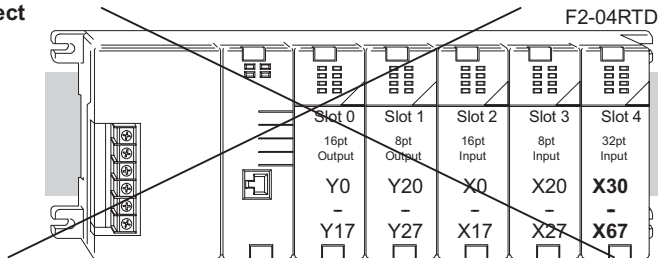 ect
F2-04RTD
Slot 0 Slot 1 Slot 2 Slot 3 Slot 4
16pt 8pt 16pt 8pt 32pt
Output Output Input Input Input
Y0 Y20 X0 X20 X30
- - - - -
Y17 Y27 X17 X27 X67